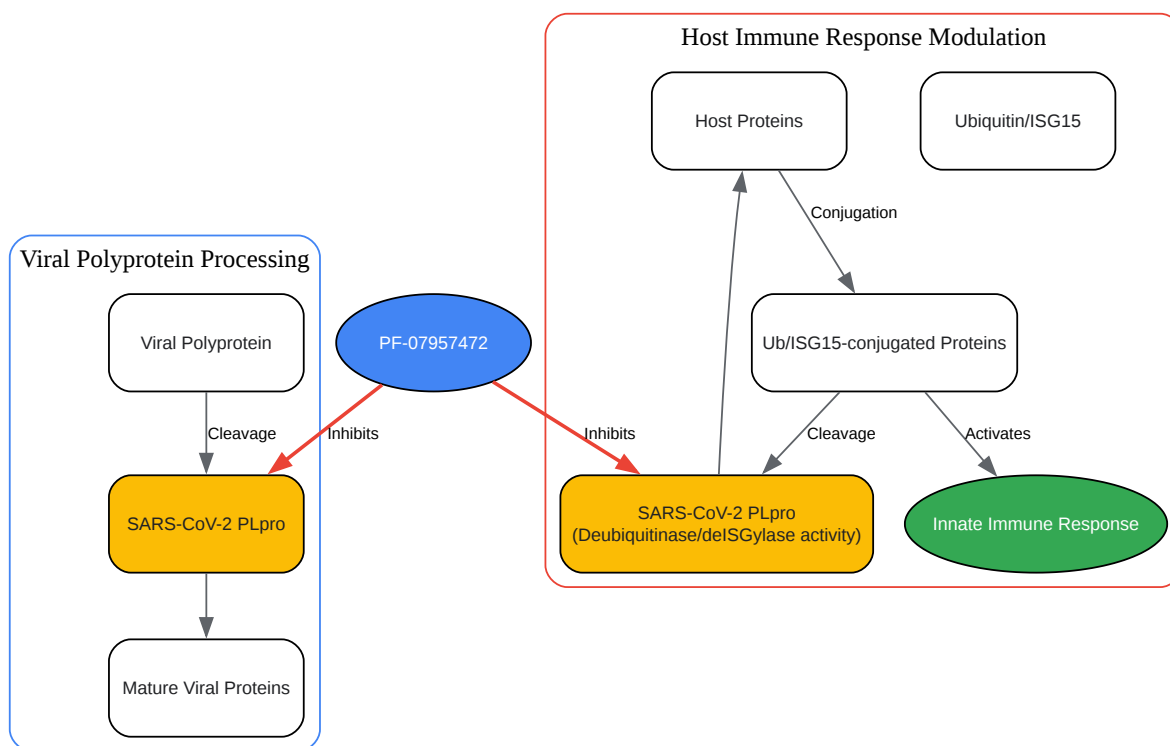 Host Immune Response Modulation
Host Proteins
Ubiquitin/ISG15
Conjugation
Viral Polyprotein Processing
Viral Polyprotein
PF-07957472
Ub/ISG15-conjugated Proteins
Cleavage
Inhibits
Inhibits
Cleavage
Activates
SARS-CoV-2 PLpro
SARS-CoV-2 PLpro
(Deubiquitinase/deISGylase activity)
Innate Immune Response
Mature Viral Proteins